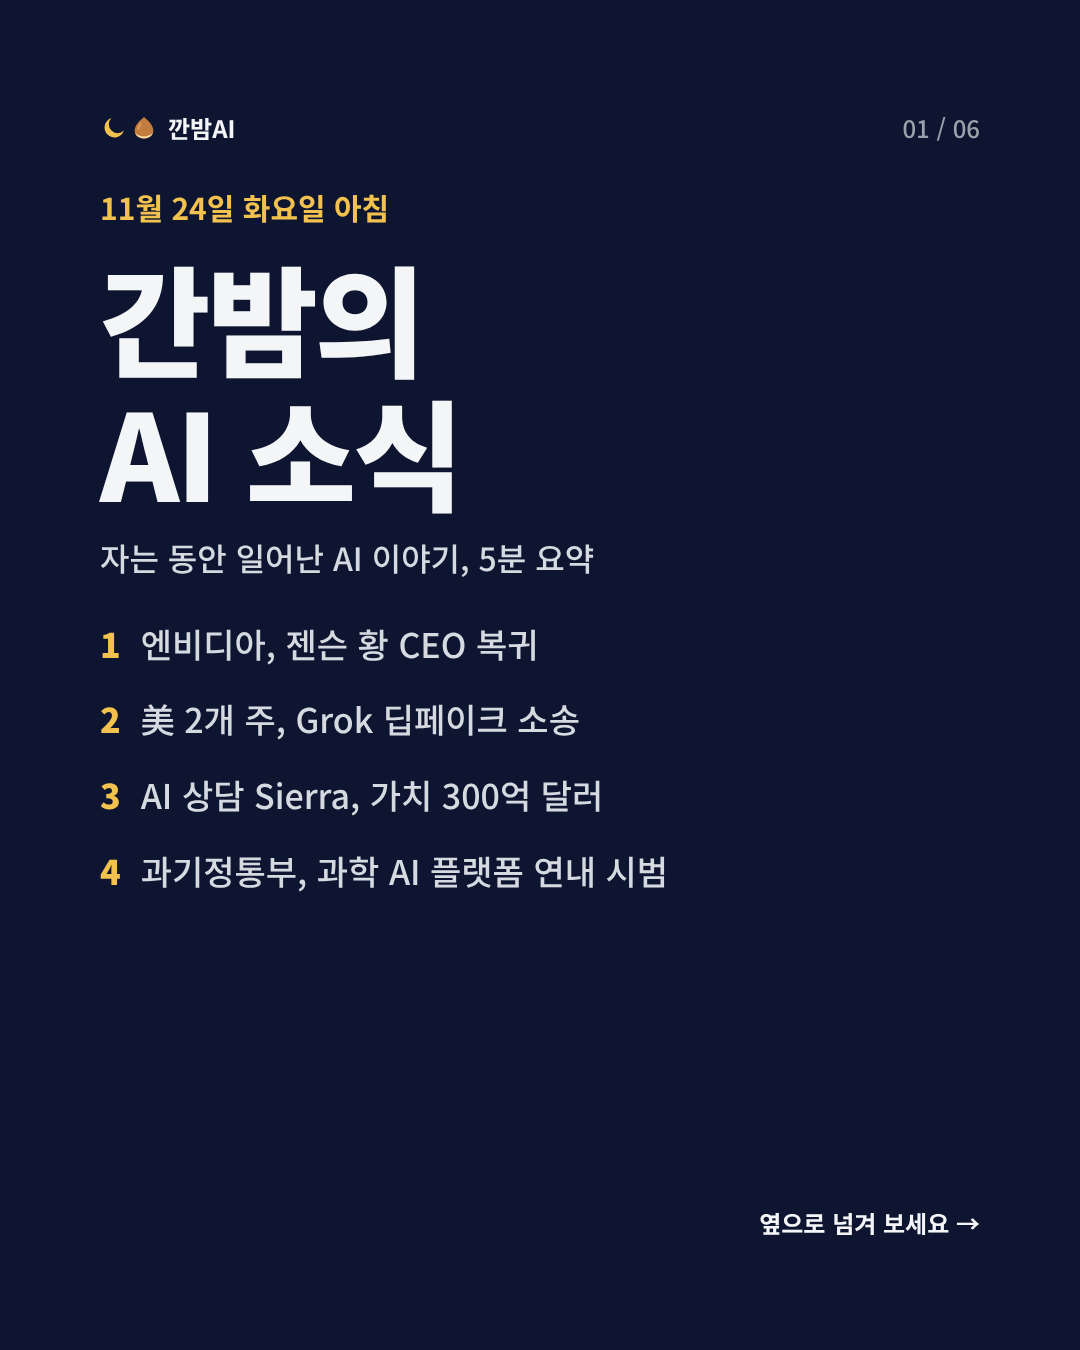 깐밤AI
01 / 06
11월 24일 화요일 아침
간밤의
AI 소식
자는 동안 일어난 AI 이야기, 5분 요약
1 엔비디아, 젠슨 황 CEO 복귀
2 美 2개 주, Grok 딥페이크 소송
3 AI 상담 Sierra, 가치 300억 달러
4 과기정통부, 과학 AI 플랫폼 연내 시범
옆으로 넘겨 보세요 →